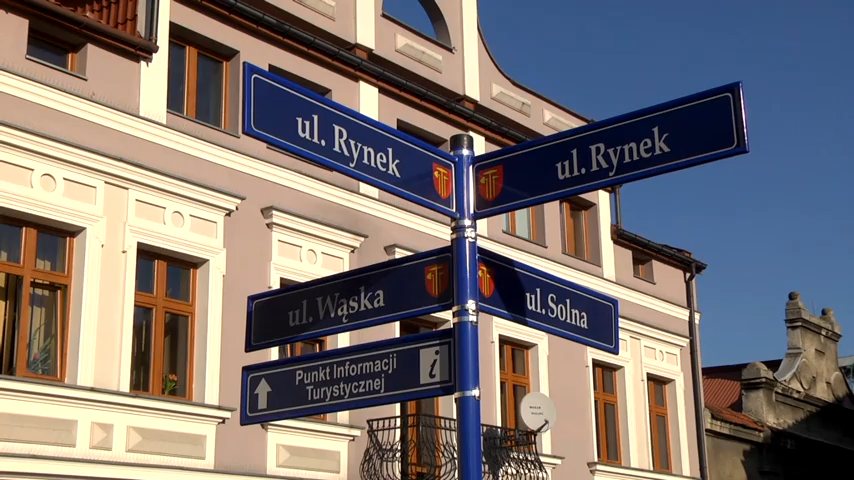 ul. Rynek
ul. Rynek
ul. Wąska
ul. Solna
Punkt Informacji
Turystycznej
i